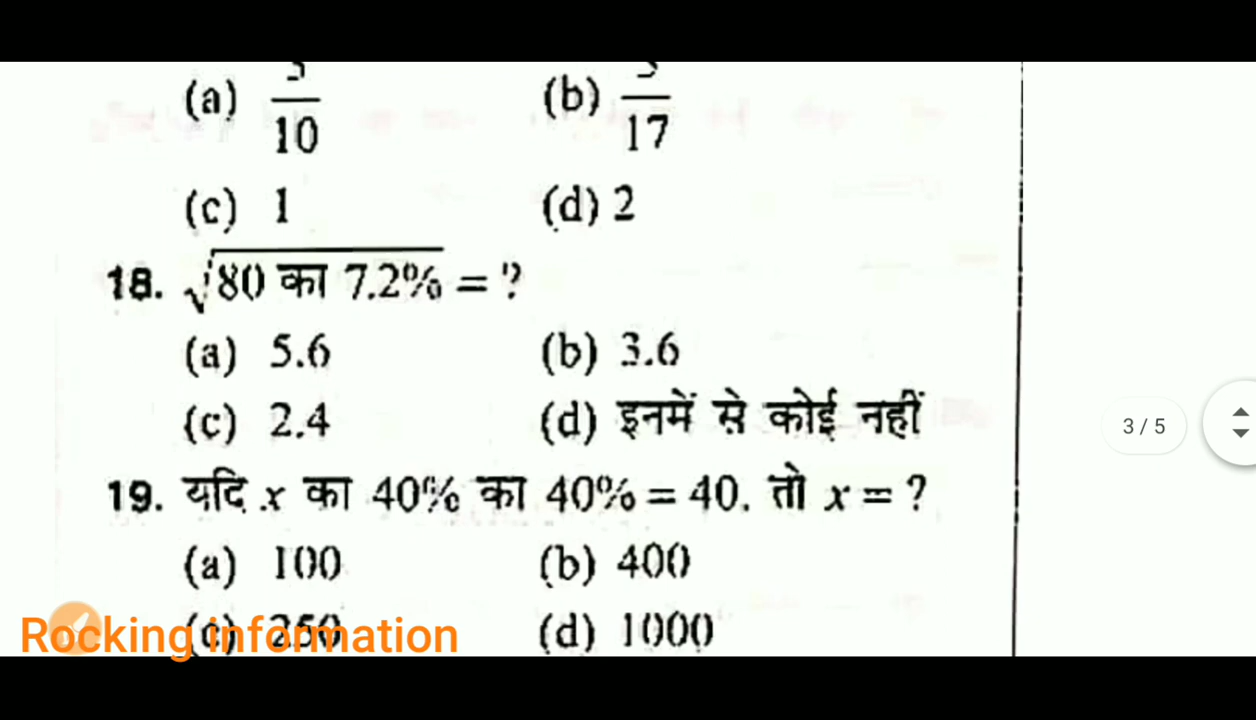 (a) —/10 (b) —/17
(c) 1 (d) 2
18. √80 का 7.2% = ?
(a) 5.6 (b) 3.6
(c) 2.4 (d) इनमें से कोई नहीं
19. यदि x का 40% का 40% = 40. तो x = ?
(a) 100 (b) 400
(c) 250 (d) 1000
Rocking information
3 / 5